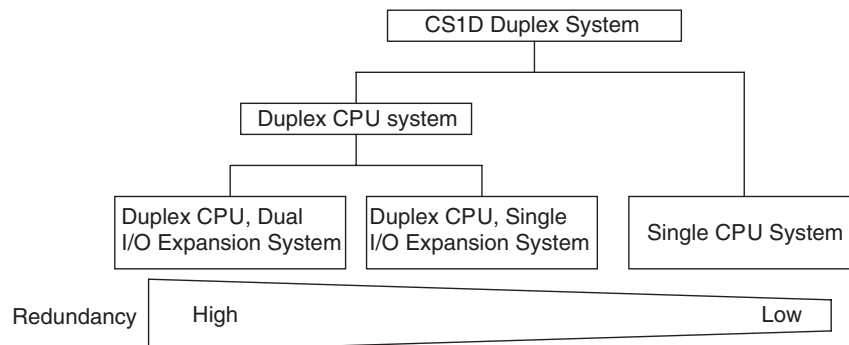 CS1D Duplex System
Duplex CPU system
Duplex CPU, Dual
I/O Expansion System
Duplex CPU, Single
I/O Expansion System
Single CPU System
Redundancy
High
Low